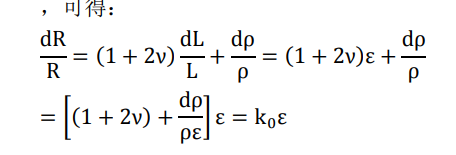 ，可得：
dR/R = (1 + 2ν) dL/L + dρ/ρ = (1 + 2ν)ε + dρ/ρ
= [(1 + 2ν) + dρ/ρε] ε = k₀ε